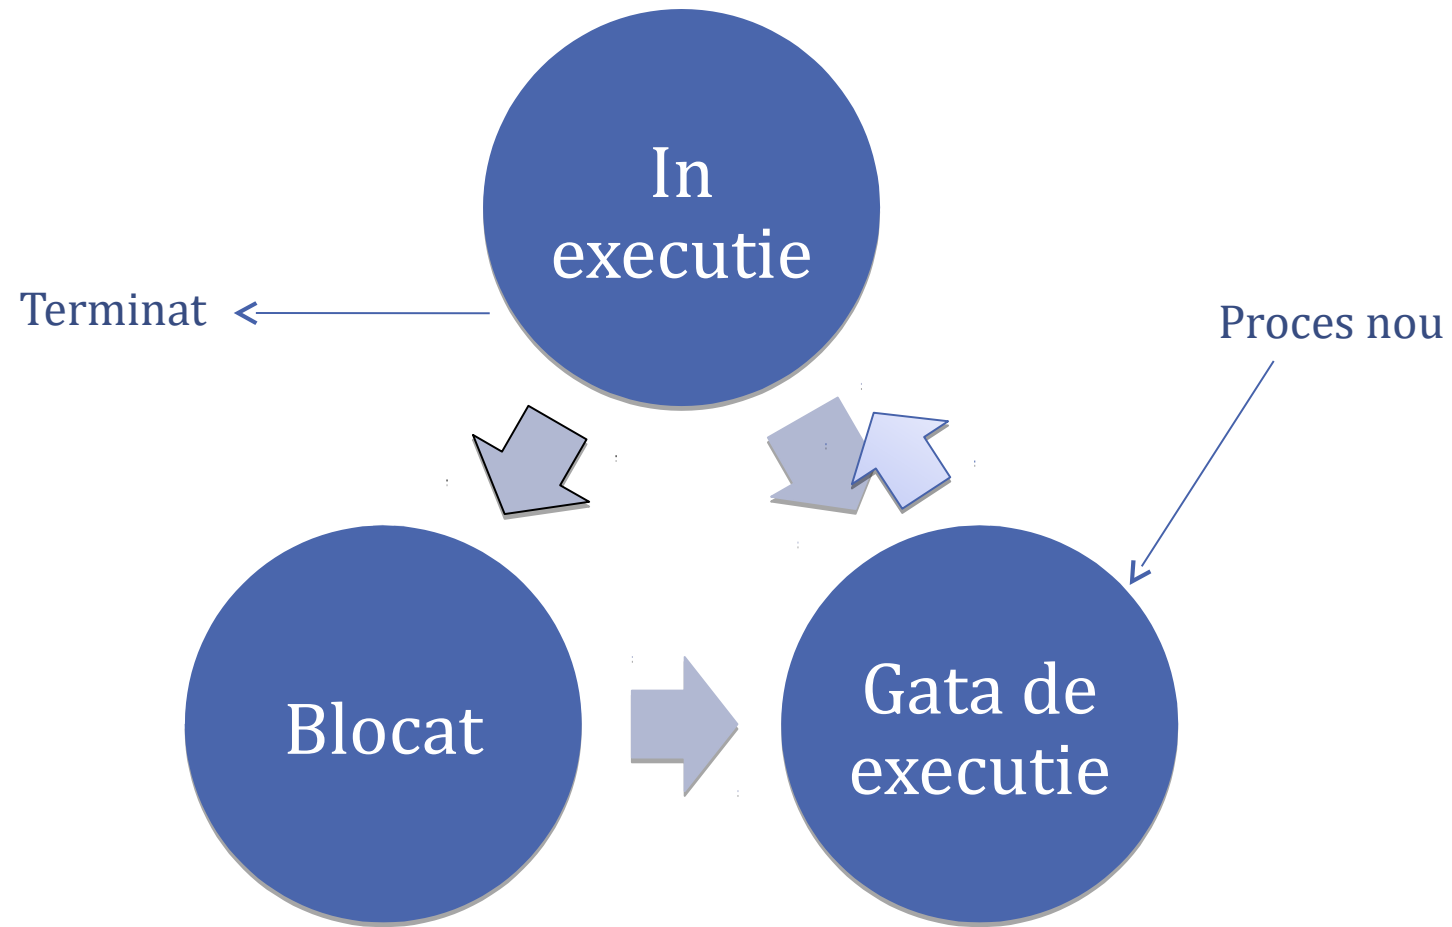 In
executie
Terminat
Proces nou
Blocat
Gata de
executie